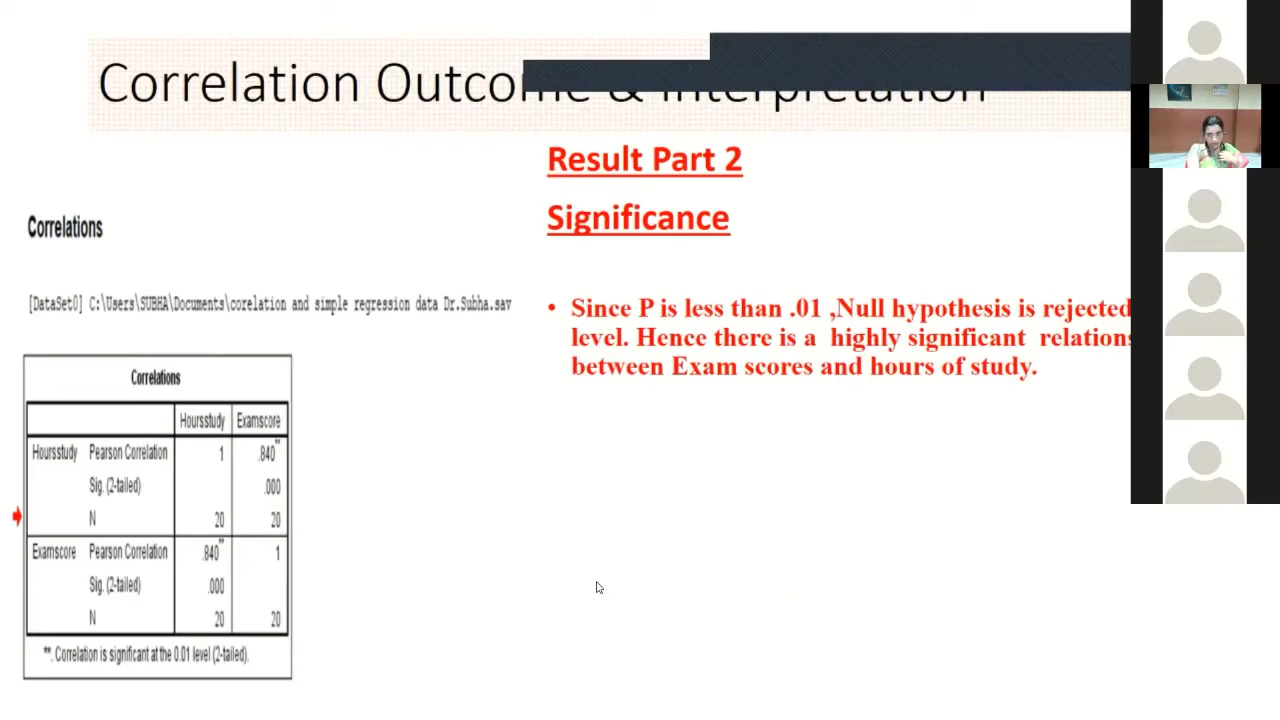 Correlation Outcome & Interpretation
Result Part 2
Significance
Correlations
[DataSet0] C:\Users\SUBHA\Documents\corelation and simple regression data Dr.Subha.sav
• Since P is less than .01 ,Null hypothesis is rejected
level. Hence there is a highly significant relations
between Exam scores and hours of study.
Correlations
Hoursstudy Examscore
Hoursstudy Pearson Correlation 1 .840**
Sig. (2-tailed) .000
N 20 20
Examscore Pearson Correlation .840** 1
Sig. (2-tailed) .000
N 20 20
**. Correlation is significant at the 0.01 level (2-tailed).